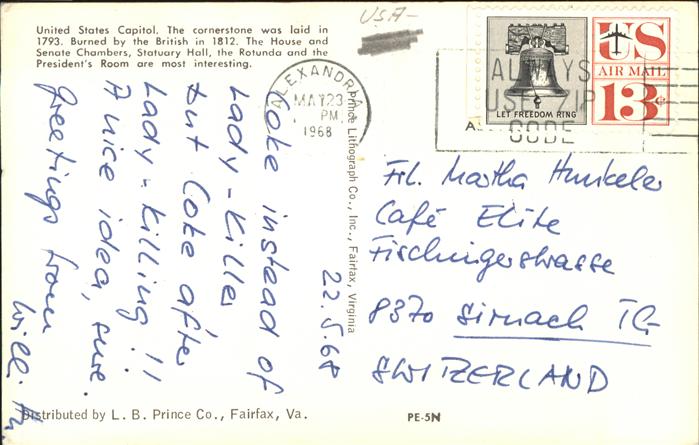 United States Capitol. The cornerstone was laid in
1793. Burned by the British in 1812. The House and
Senate Chambers, Statuary Hall, the Rotunda and the
President's Room are most interesting.
USA-
ALEXANDRIA
MAY 23
PM
1968
ALWAYS
USE ZIP
CODE
LET FREEDOM RING
US
AIR MAIL
13c
22.5.68
Coke instead of
Lady-Killer
but Coke after
Lady-Killing!!
A nice idea, sure.
Greetings from
Willi
Prince Lithograph Co., Inc., Fairfax, Virginia
Frl. Martha Hunkeler
Café Elite
Fischingerstrasse
8370 Sirnach TG
SWITZERLAND
Distributed by L. B. Prince Co., Fairfax, Va.
PE-5N